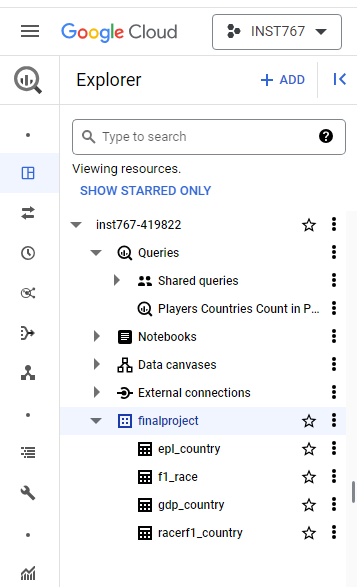 Google Cloud
INST767
Explorer
+ ADD
Type to search
Viewing resources.
SHOW STARRED ONLY
inst767-419822
Queries
Shared queries
Players Countries Count in P...
Notebooks
Data canvases
External connections
finalproject
epl_country
f1_race
gdp_country
racerf1_country